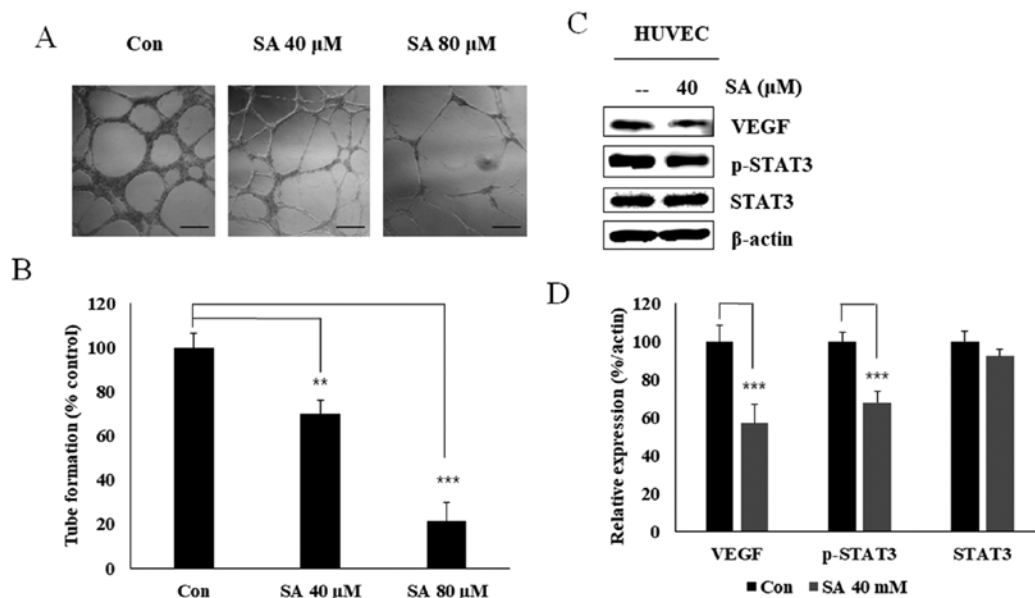 A
Con SA 40 μM SA 80 μM
B
Tube formation (% control)
120
100
80
60
40
20
0
**
***
Con SA 40 μM SA 80 μM
C
HUVEC
-- 40 SA (μM)
VEGF
p-STAT3
STAT3
β-actin
D
Relative expression (%/actin)
120
100
80
60
40
20
0
***
***
VEGF p-STAT3 STAT3
Con SA 40 mM